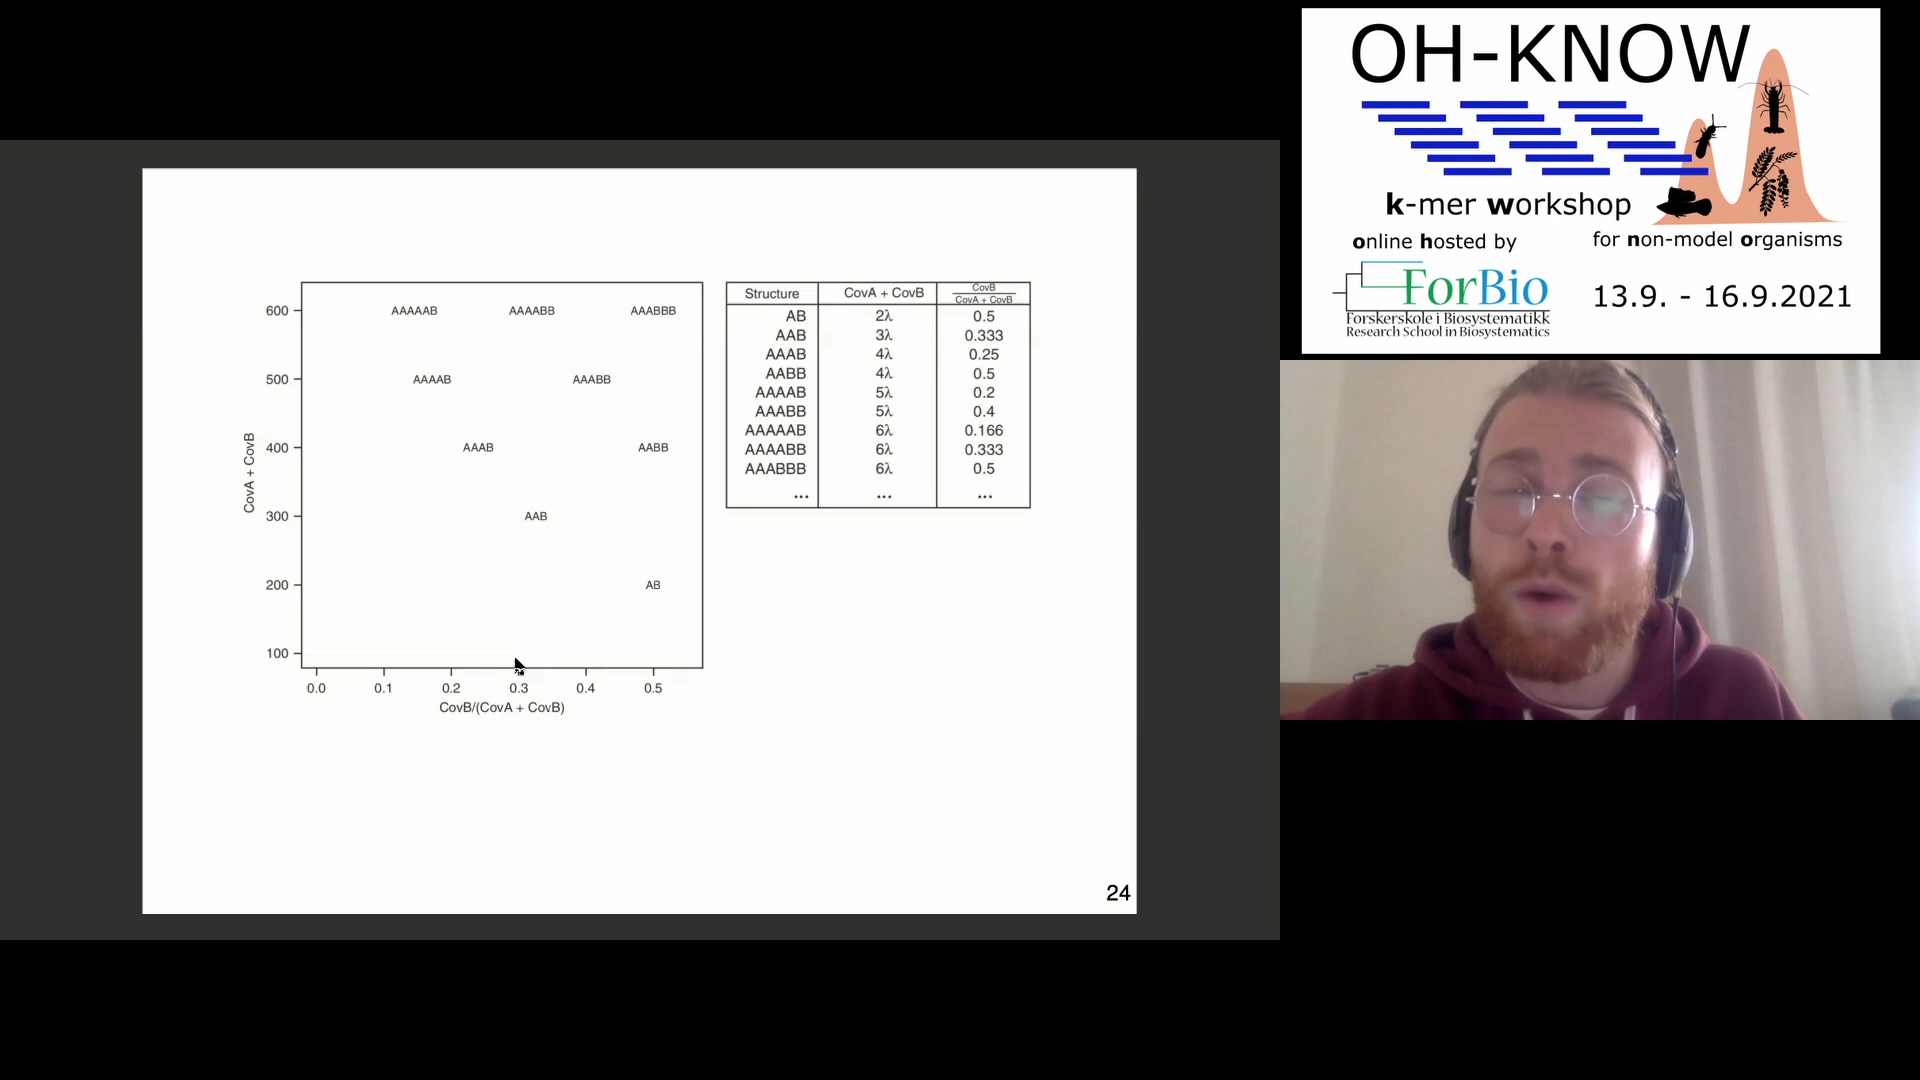 OH-KNOW
k-mer workshop
online hosted by
for non-model organisms
ForBio
Forskerskole i Biosystematikk
Research School in Biosystematics
13.9. - 16.9.2021
CovA + CovB
600
500
400
300
200
100
AAAAAB AAAABB AAABBB
AAAAB AAABB
AAAB AABB
AAB
AB
0.0 0.1 0.2 0.3 0.4 0.5
CovB/(CovA + CovB)
Structure CovA + CovB CovB
CovA + CovB
AB 2λ 0.5
AAB 3λ 0.333
AAAB 4λ 0.25
AABB 4λ 0.5
AAAAB 5λ 0.2
AAABB 5λ 0.4
AAAAAB 6λ 0.166
AAAABB 6λ 0.333
AAABBB 6λ 0.5
... ... ...
24